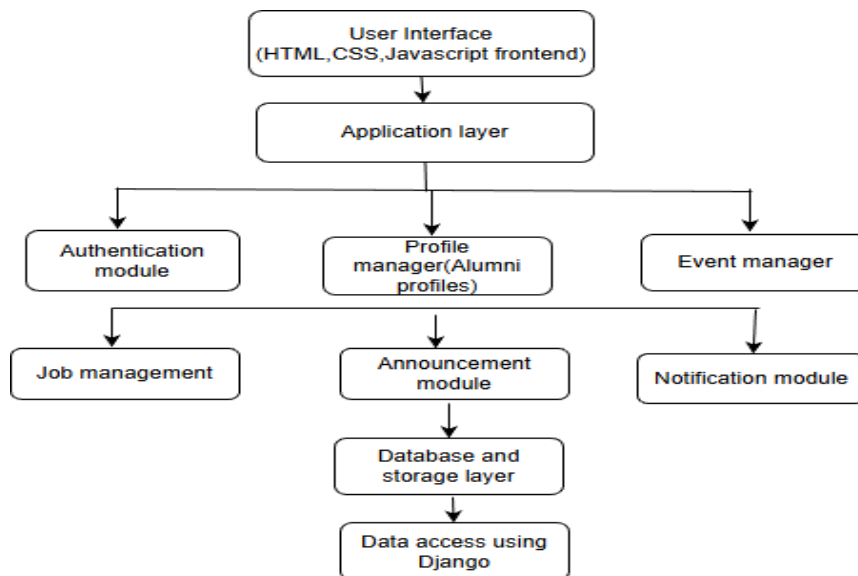 User Interface
(HTML,CSS,Javascript frontend)
Application layer
Authentication
module
Profile
manager(Alumni
profiles)
Event manager
Job management
Announcement
module
Notification module
Database and
storage layer
Data access using
Django